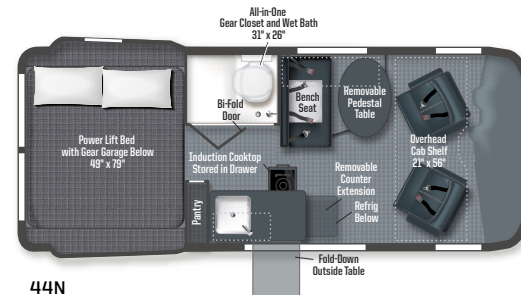 All-in-One
Gear Closet and Wet Bath
31" x 26"
Bi-Fold
Door
Bench
Seat
Removable
Pedestal
Table
Power Lift Bed
with Gear Garage Below
49" x 79"
Induction Cooktop
Stored in Drawer
Overhead
Cab Shelf
21" x 56"
Removable
Counter
Extension
Pantry
Refrig
Below
Fold-Down
Outside Table
44N